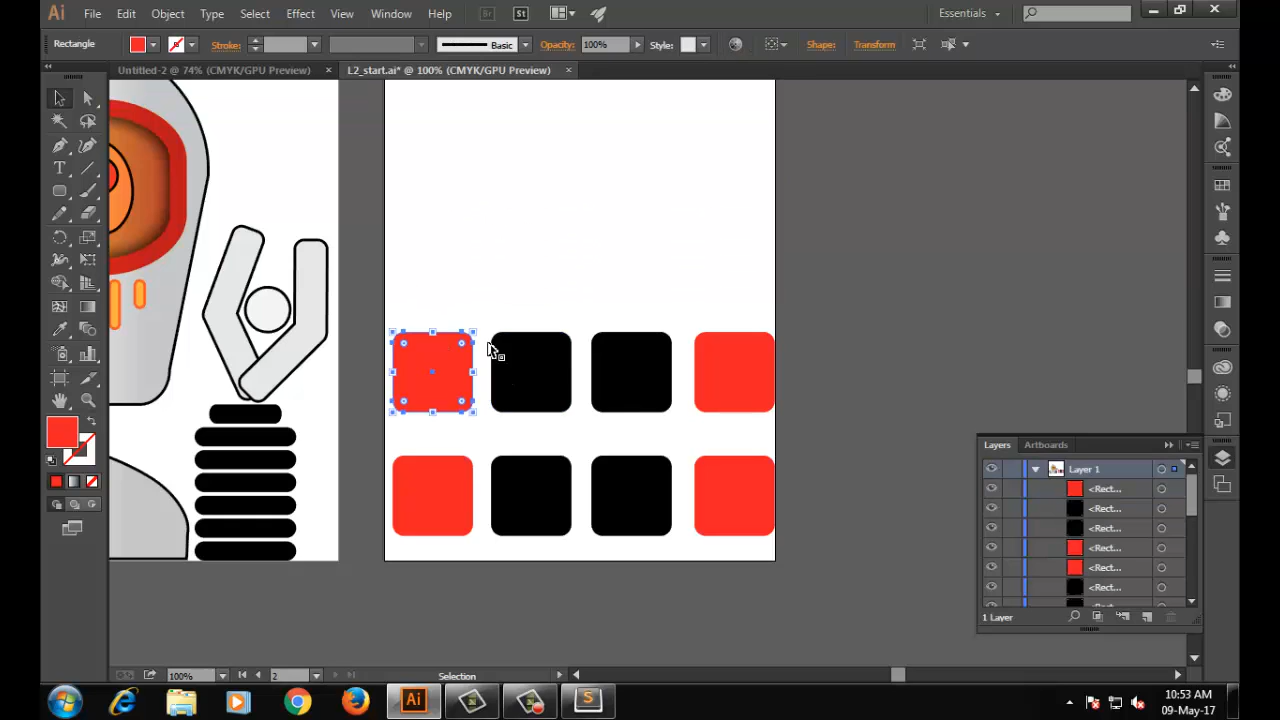 Ai File Edit Object Type Select Effect View Window Help Br St Essentials
Rectangle Stroke: Basic Opacity: 100% Style: Shape: Transform
Untitled-2 @ 74% (CMYK/GPU Preview) × L2_start.ai* @ 100% (CMYK/GPU Preview) ×
Layers Artboards
Layer 1
<Rect...
<Rect...
<Rect...
<Rect...
<Rect...
<Rect...
1 Layer
100% 2 Selection
Ai S
10:53 AM
09-May-17